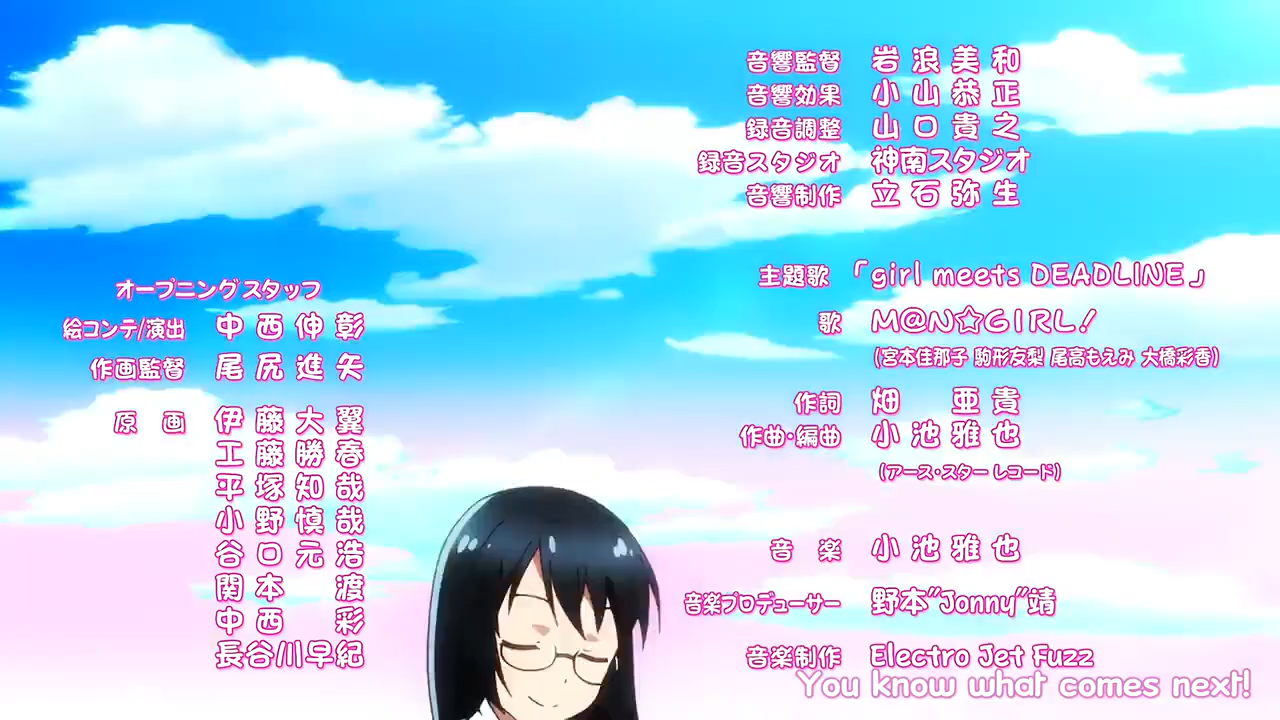 オープニングスタッフ
絵コンテ/演出 中西伸彰
作画監督 尾尻進矢
原 画 伊藤大翼
工藤勝春
平塚知哉
小野慎哉
谷口元浩
関本 渡
中西 彩
長谷川早紀
音響監督 岩浪美和
音響効果 小山恭正
録音調整 山口貴之
録音スタジオ 神南スタジオ
音響制作 立石弥生
主題歌 「girl meets DEADLINE」
歌 M@N☆GIRL!
(宮本佳那子 駒形友梨 尾高もえみ 大橋彩香)
作詞 畑 亜貴
作曲・編曲 小池雅也
(アース・スター レコード)
音 楽 小池雅也
音楽プロデューサー 野本"Jonny"靖
音楽制作 Electro Jet Fuzz
You know what comes next!